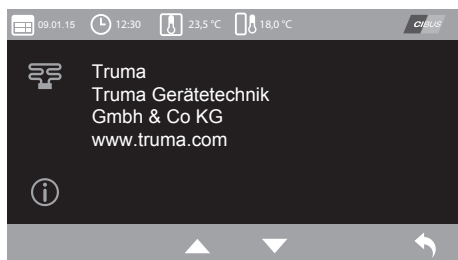 09.01.15 12:30 23,5 °C 18,0 °C CIBUS
Truma
Truma Gerätetechnik
Gmbh & Co KG
www.truma.com